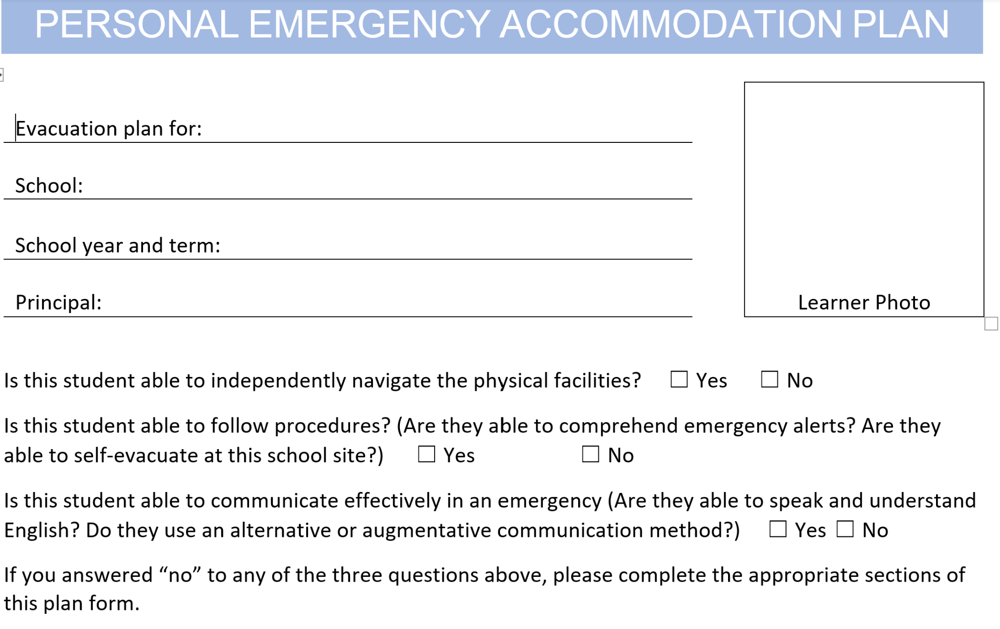 PERSONAL EMERGENCY ACCOMMODATION PLAN
Evacuation plan for:
School:
School year and term:
Principal:
Learner Photo
Is this student able to independently navigate the physical facilities? ☐ Yes ☐ No
Is this student able to follow procedures? (Are they able to comprehend emergency alerts? Are they
able to self-evacuate at this school site?) ☐ Yes ☐ No
Is this student able to communicate effectively in an emergency (Are they able to speak and understand
English? Do they use an alternative or augmentative communication method?) ☐ Yes ☐ No
If you answered “no” to any of the three questions above, please complete the appropriate sections of
this plan form.